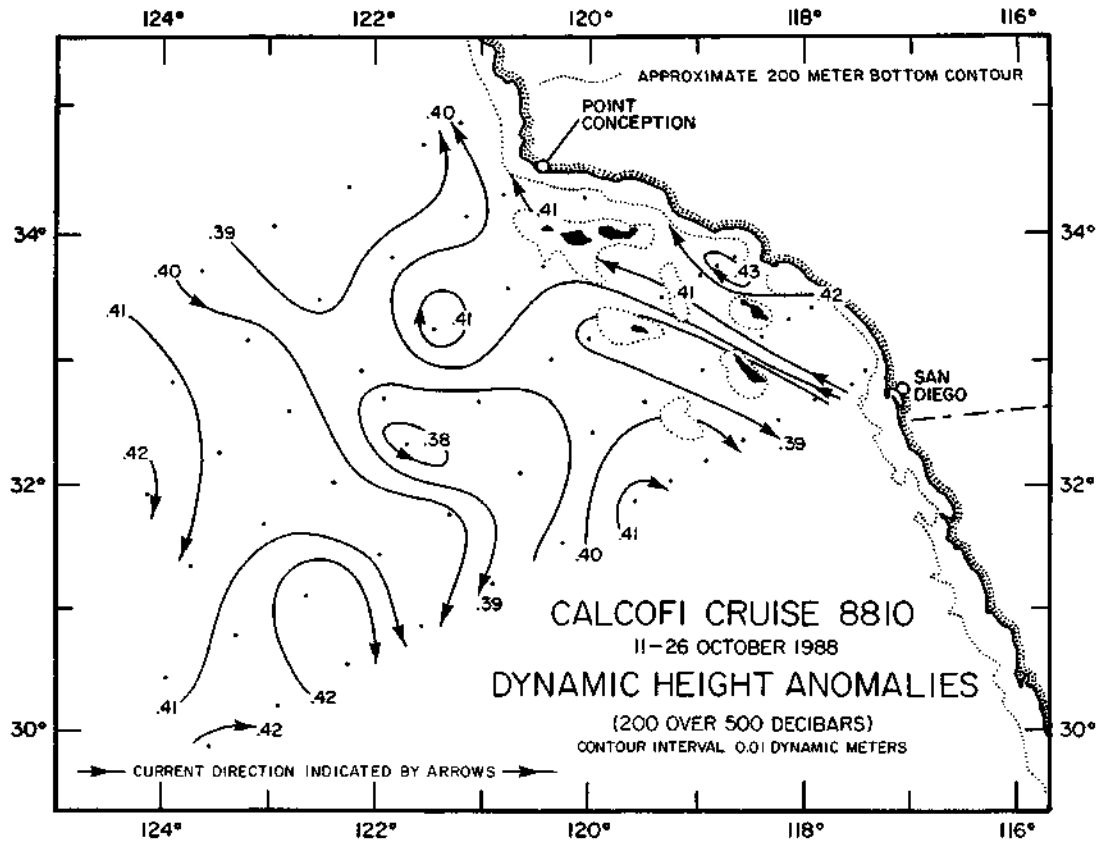 124° 122° 120° 118° 116°
APPROXIMATE 200 METER BOTTOM CONTOUR
POINT
CONCEPTION
.40
.41
34° 34°
.39
.43
.40
.41
.42
.41
.41
SAN
DIEGO
.38
.39
.42
32° 32°
.41
.40
.39
CALCOFI CRUISE 8810
11-26 OCTOBER 1988
DYNAMIC HEIGHT ANOMALIES
(200 OVER 500 DECIBARS)
CONTOUR INTERVAL 0.01 DYNAMIC METERS
.41
.42
.42
30° 30°
CURRENT DIRECTION INDICATED BY ARROWS
124° 122° 120° 118° 116°